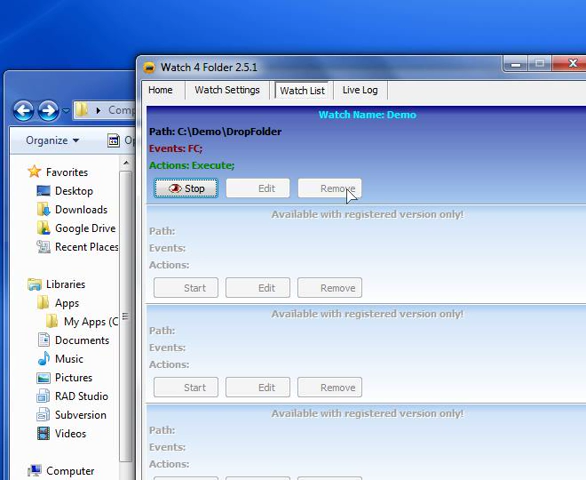 Watch 4 Folder 2.5.1
Home Watch Settings Watch List Live Log
Watch Name: Demo
Path: C:\Demo\DropFolder
Events: FC;
Actions: Execute;
Stop Edit Remove
Available with registered version only!
Path:
Events:
Actions:
Start Edit Remove
Available with registered version only!
Path:
Events:
Actions:
Start Edit Remove
Available with registered version only!
Path:
Events:
Actions:
Organize
Favorites
Desktop
Downloads
Google Drive
Recent Places
Libraries
Apps
My Apps (C
Documents
Music
Pictures
RAD Studio
Subversion
Videos
Computer